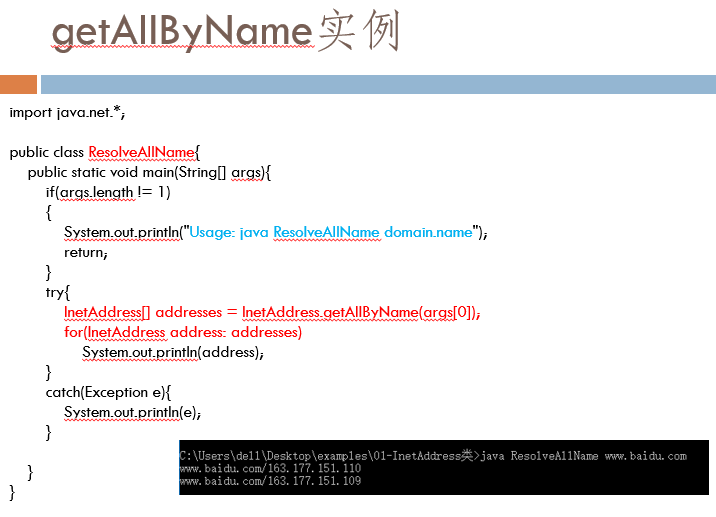 getAllByName实例
import java.net.*;
public class ResolveAllName{
public static void main(String[] args){
if(args.length != 1)
{
System.out.println("Usage: java ResolveAllName domain.name");
return;
}
try{
InetAddress[] addresses = InetAddress.getAllByName(args[0]);
for(InetAddress address: addresses)
System.out.println(address);
}
catch(Exception e){
System.out.println(e);
}
C:\Users\dell\Desktop\examples\01-InetAddress类>java ResolveAllName www.baidu.com
www.baidu.com/163.177.151.110
www.baidu.com/163.177.151.109
}
}